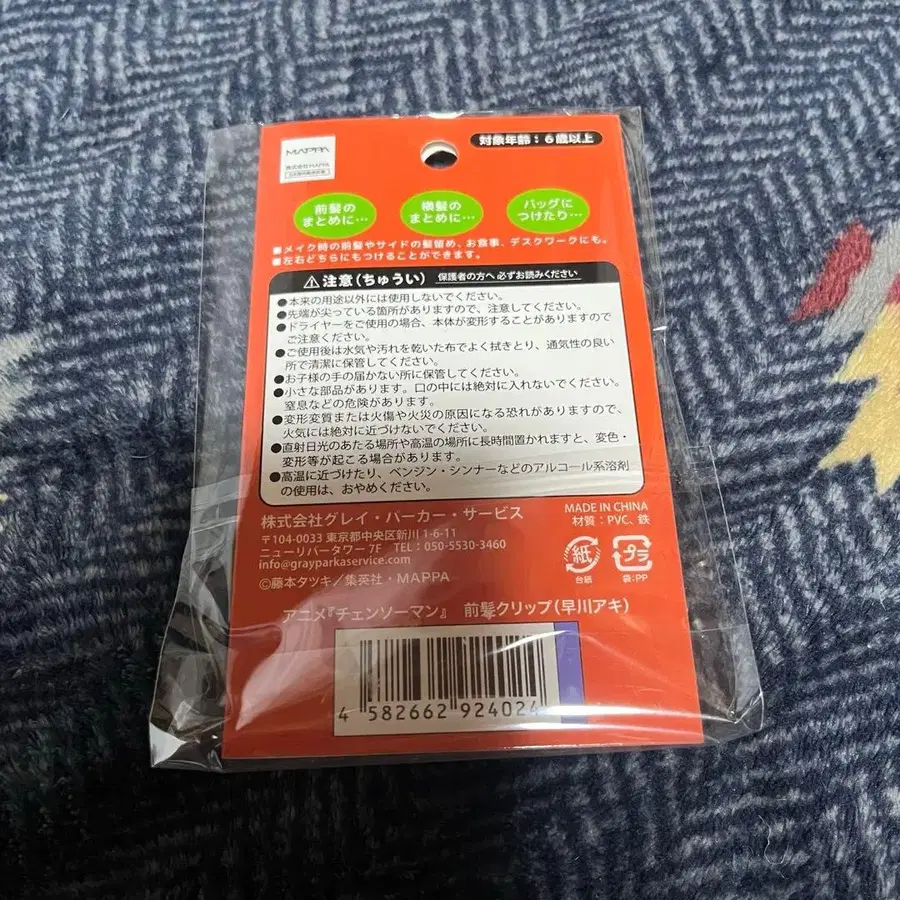 MAPPA
株式会社MAPPA
対象年齢：6歳以上
前髪の
まとめに…
横髪の
まとめに…
バッグに
つけたり…
■メイク時の前髪やサイドの髪留め、お食事、デスクワークにも。
■左右どちらにもつけることができます。
注意(ちゅうい) 保護者の方へ 必ずお読みください
●本来の用途以外には使用しないでください。
●先端が尖っている箇所がありますので、注意してください。
●ドライヤーをご使用の場合、本体が変形することがありますので
ご注意ください。
●ご使用後は水気や汚れを乾いた布でよく拭きとり、通気性の良い
所で清潔に保管してください。
●お子様の手の届かない所に保管してください。
●小さな部品があります。口の中には絶対に入れないでください。
窒息などの危険があります。
●変形変質または火傷や火災の原因になる恐れがありますので、
火気には絶対に近づけないでください。
●直射日光のあたる場所や高温の場所に長時間置かれますと、変色・
変形等が起こる場合があります。
●高温に近づけたり、ベンジン・シンナーなどのアルコール系溶剤
の使用は、おやめください。
株式会社グレイ・パーカー・サービス
〒104-0033 東京都中央区新川1-6-11
ニューリバータワー 7F TEL：050-5530-3460
info@grayparkaservice.com
©藤本タツキ／集英社・MAPPA
MADE IN CHINA
材質：PVC、鉄
紙
台紙
プラ
袋：PP
アニメ『チェンソーマン』 前髪クリップ(早川アキ)
4 582662 924024